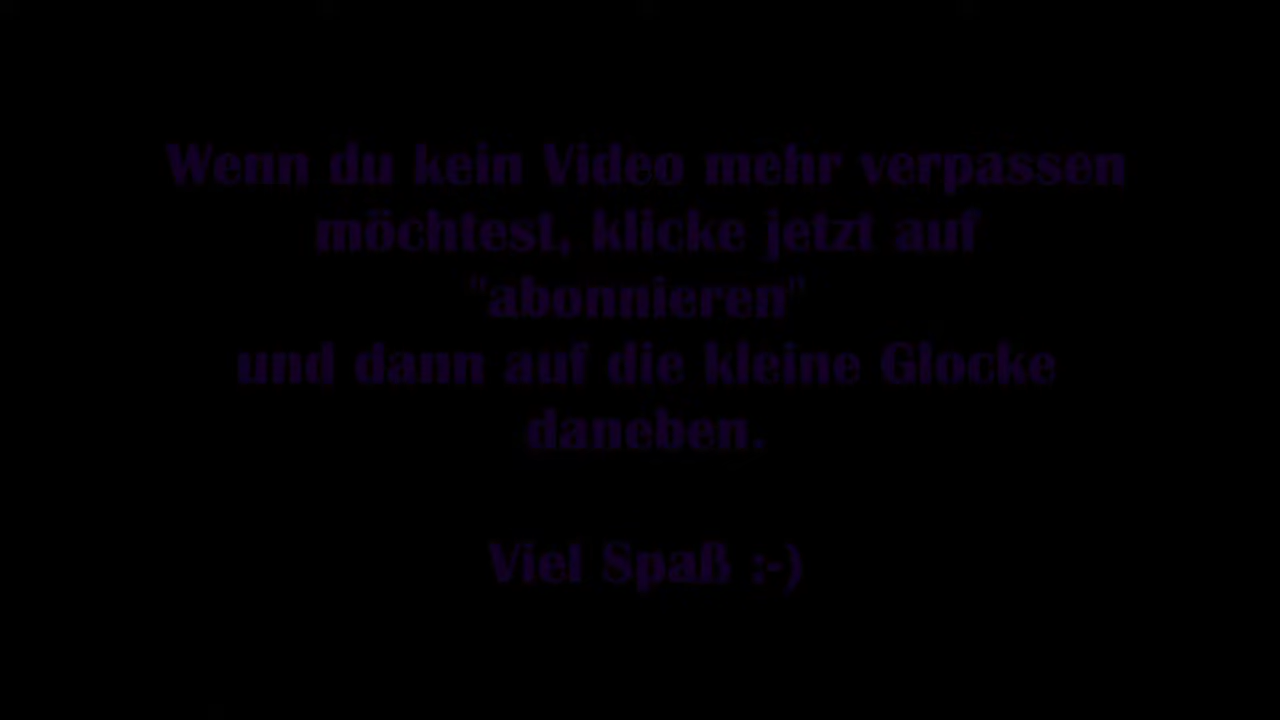 Wenn du kein Video mehr verpassen
möchtest, klicke jetzt auf
"abonnieren"
und dann auf die kleine Glocke
daneben.
Viel Spaß :-)